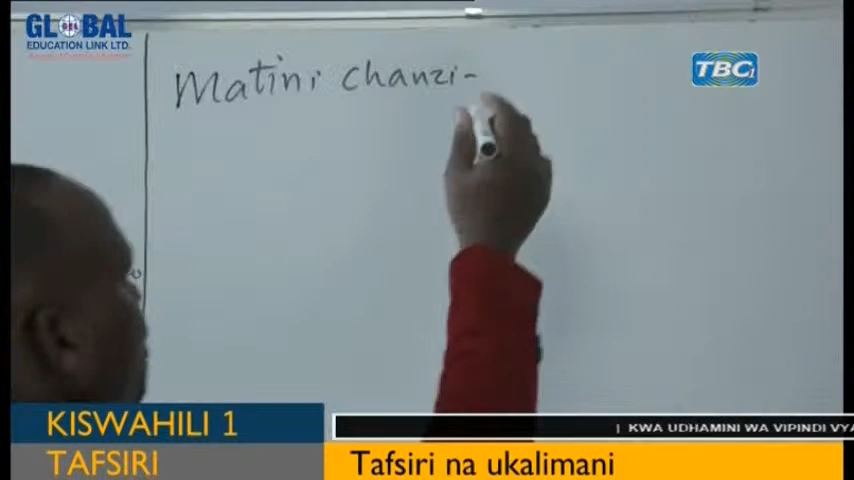 GLOBAL
EDUCATION LINK LTD.
Matini chanzi-
TBC1
KISWAHILI 1
| KWA UDHAMINI WA VIPINDI VYA
TAFSIRI
Tafsiri na ukalimani